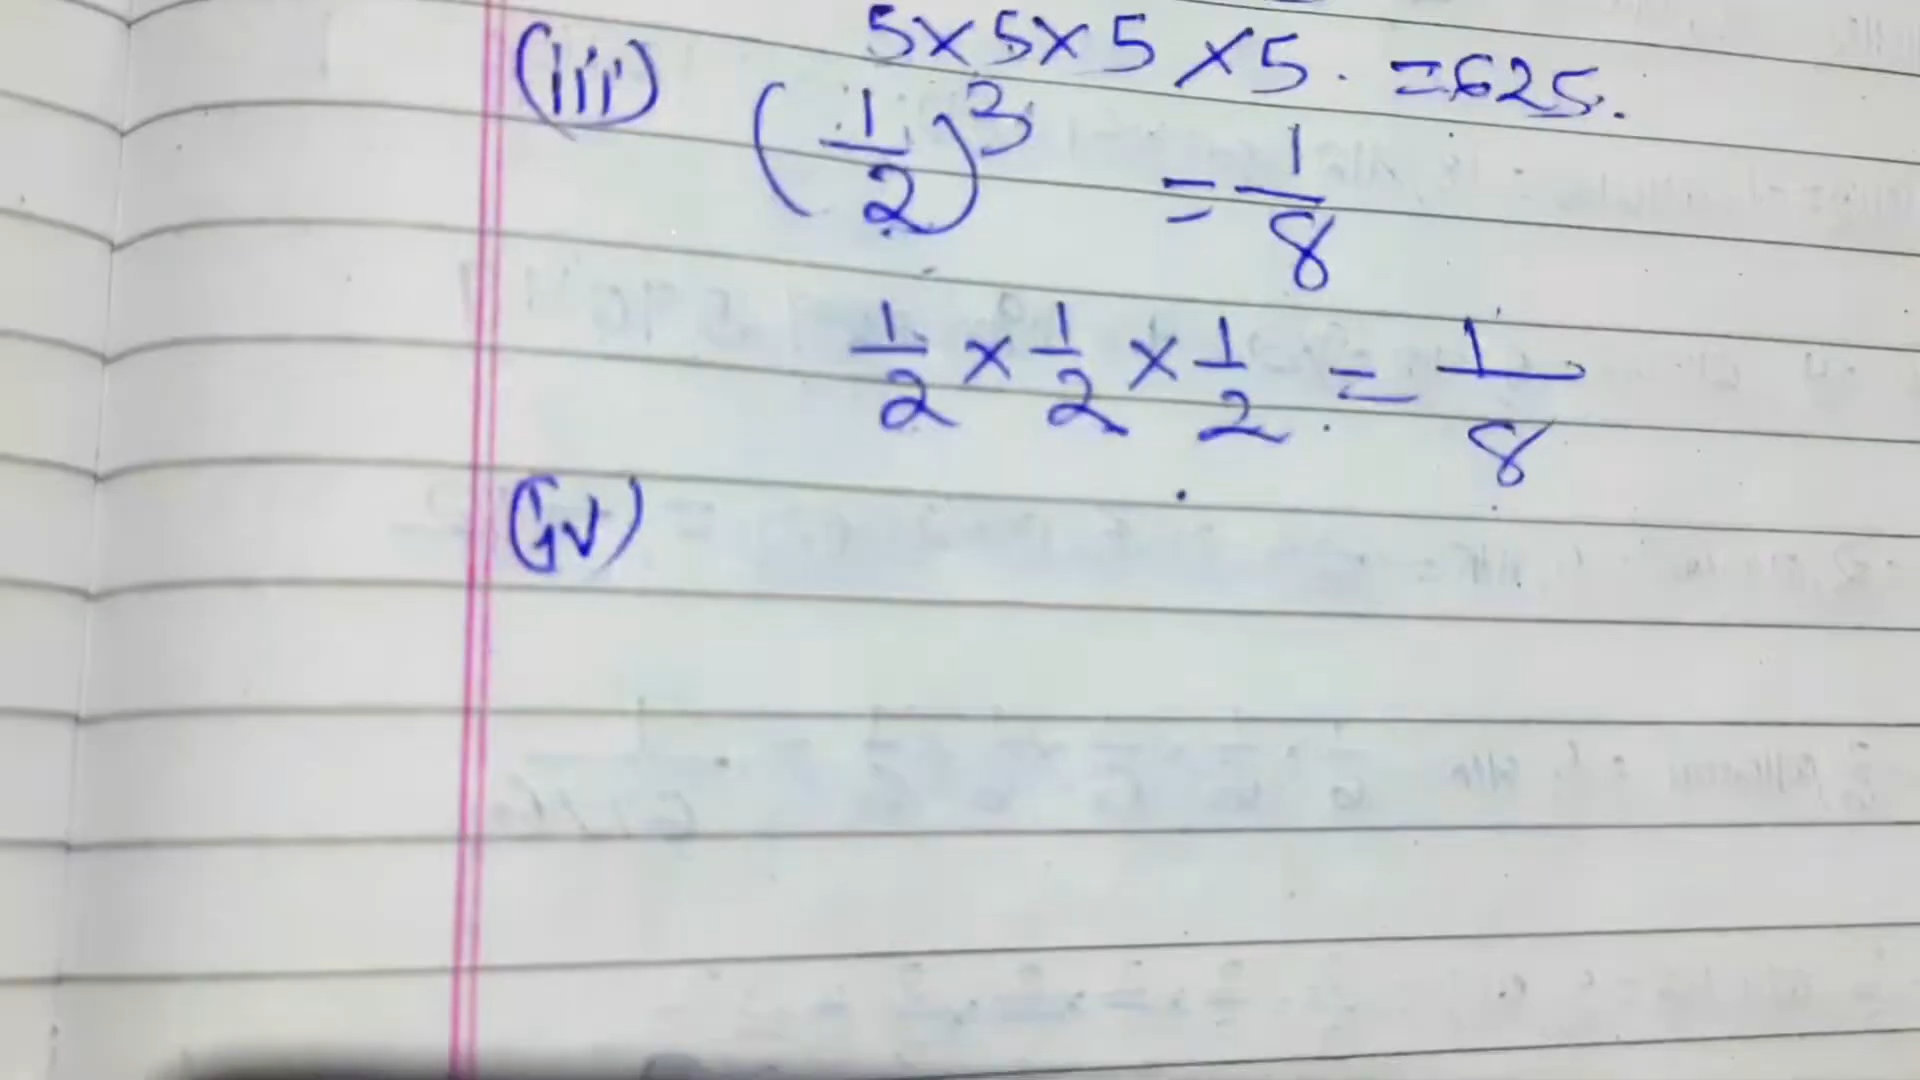 5×5×5×5. =625.
(iii) (1/2)³ = 1/8
1/2 × 1/2 × 1/2 = 1/8
(iv)